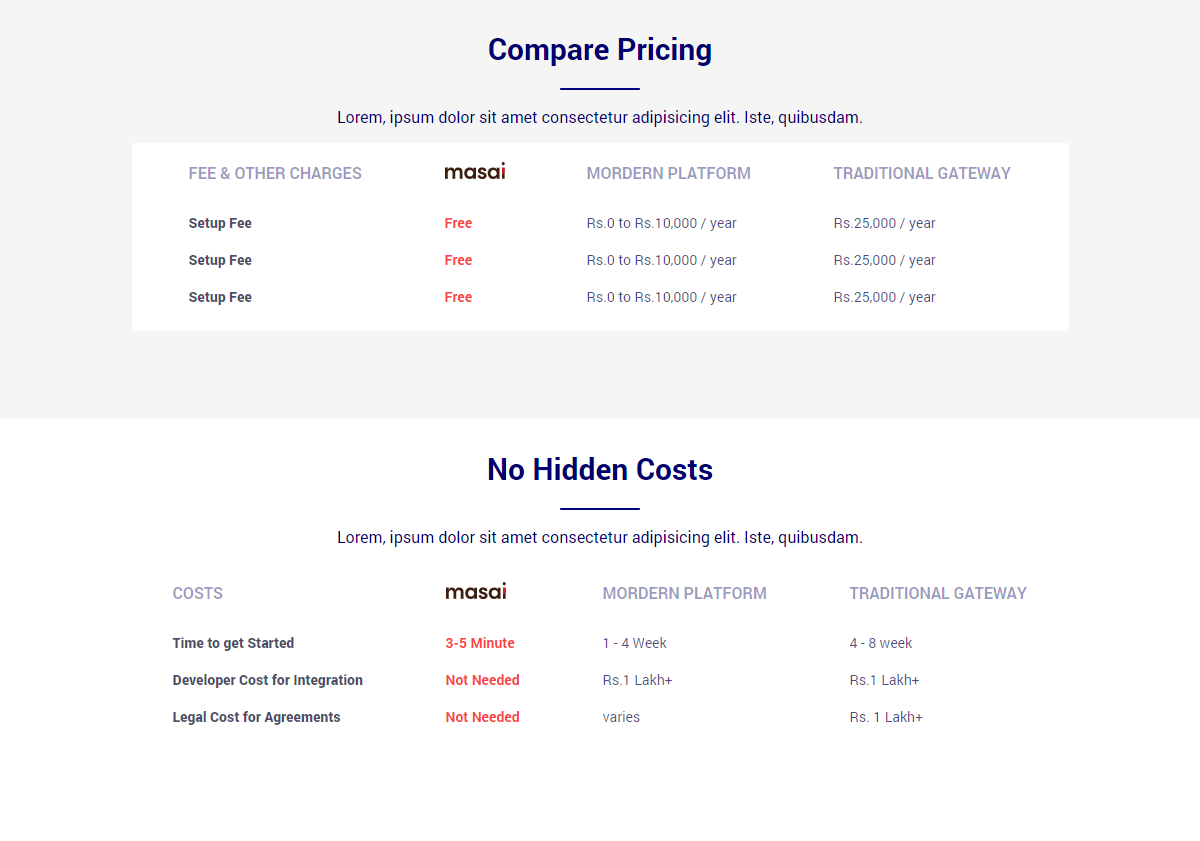 Compare Pricing
Lorem, ipsum dolor sit amet consectetur adipisicing elit. Iste, quibusdam.
FEE & OTHER CHARGES masai MORDERN PLATFORM TRADITIONAL GATEWAY
Setup Fee Free Rs.0 to Rs.10,000 / year Rs.25,000 / year
Setup Fee Free Rs.0 to Rs.10,000 / year Rs.25,000 / year
Setup Fee Free Rs.0 to Rs.10,000 / year Rs.25,000 / year
No Hidden Costs
Lorem, ipsum dolor sit amet consectetur adipisicing elit. Iste, quibusdam.
COSTS masai MORDERN PLATFORM TRADITIONAL GATEWAY
Time to get Started 3-5 Minute 1 - 4 Week 4 - 8 week
Developer Cost for Integration Not Needed Rs.1 Lakh+ Rs.1 Lakh+
Legal Cost for Agreements Not Needed varies Rs. 1 Lakh+